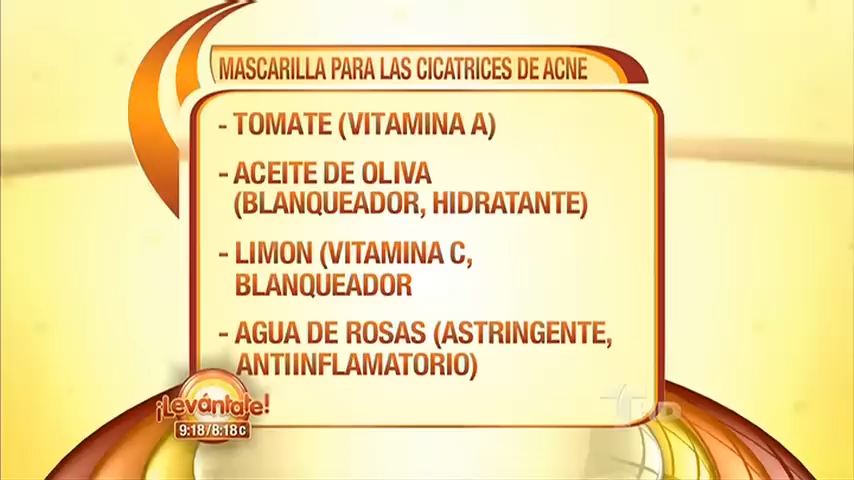 MASCARILLA PARA LAS CICATRICES DE ACNE
- TOMATE (VITAMINA A)
- ACEITE DE OLIVA
(BLANQUEADOR, HIDRATANTE)
- LIMON (VITAMINA C,
BLANQUEADOR
- AGUA DE ROSAS (ASTRINGENTE,
ANTIINFLAMATORIO)
¡Levántate!
9:18/8:18c
HD